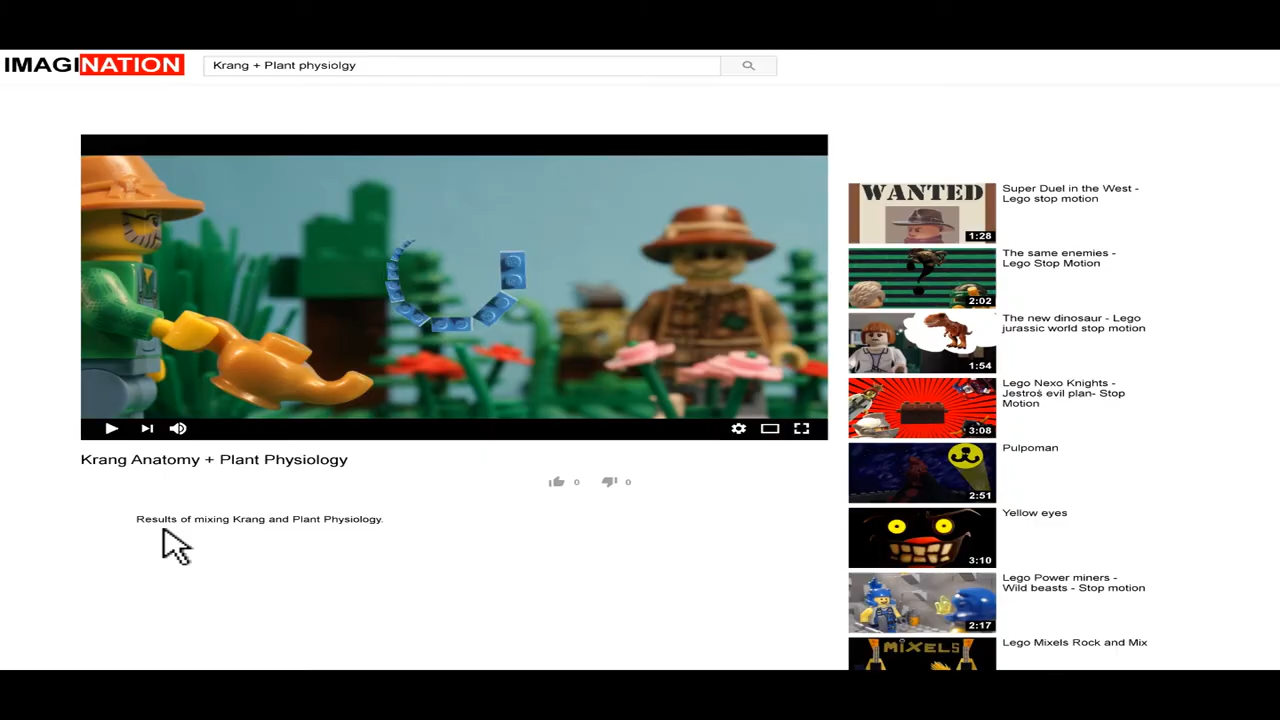 IMAGINATION
Krang + Plant physiolgy
WANTED
1:28
Super Duel in the West -
Lego stop motion
2:02
The same enemies -
Lego Stop Motion
1:54
The new dinosaur - Lego
jurassic world stop motion
3:08
Lego Nexo Knights -
Jestros evil plan- Stop
Motion
2:51
Pulpoman
3:10
Yellow eyes
2:17
Lego Power miners -
Wild beasts - Stop motion
MIXELS
Lego Mixels Rock and Mix
Krang Anatomy + Plant Physiology
0
0
Results of mixing Krang and Plant Physiology.